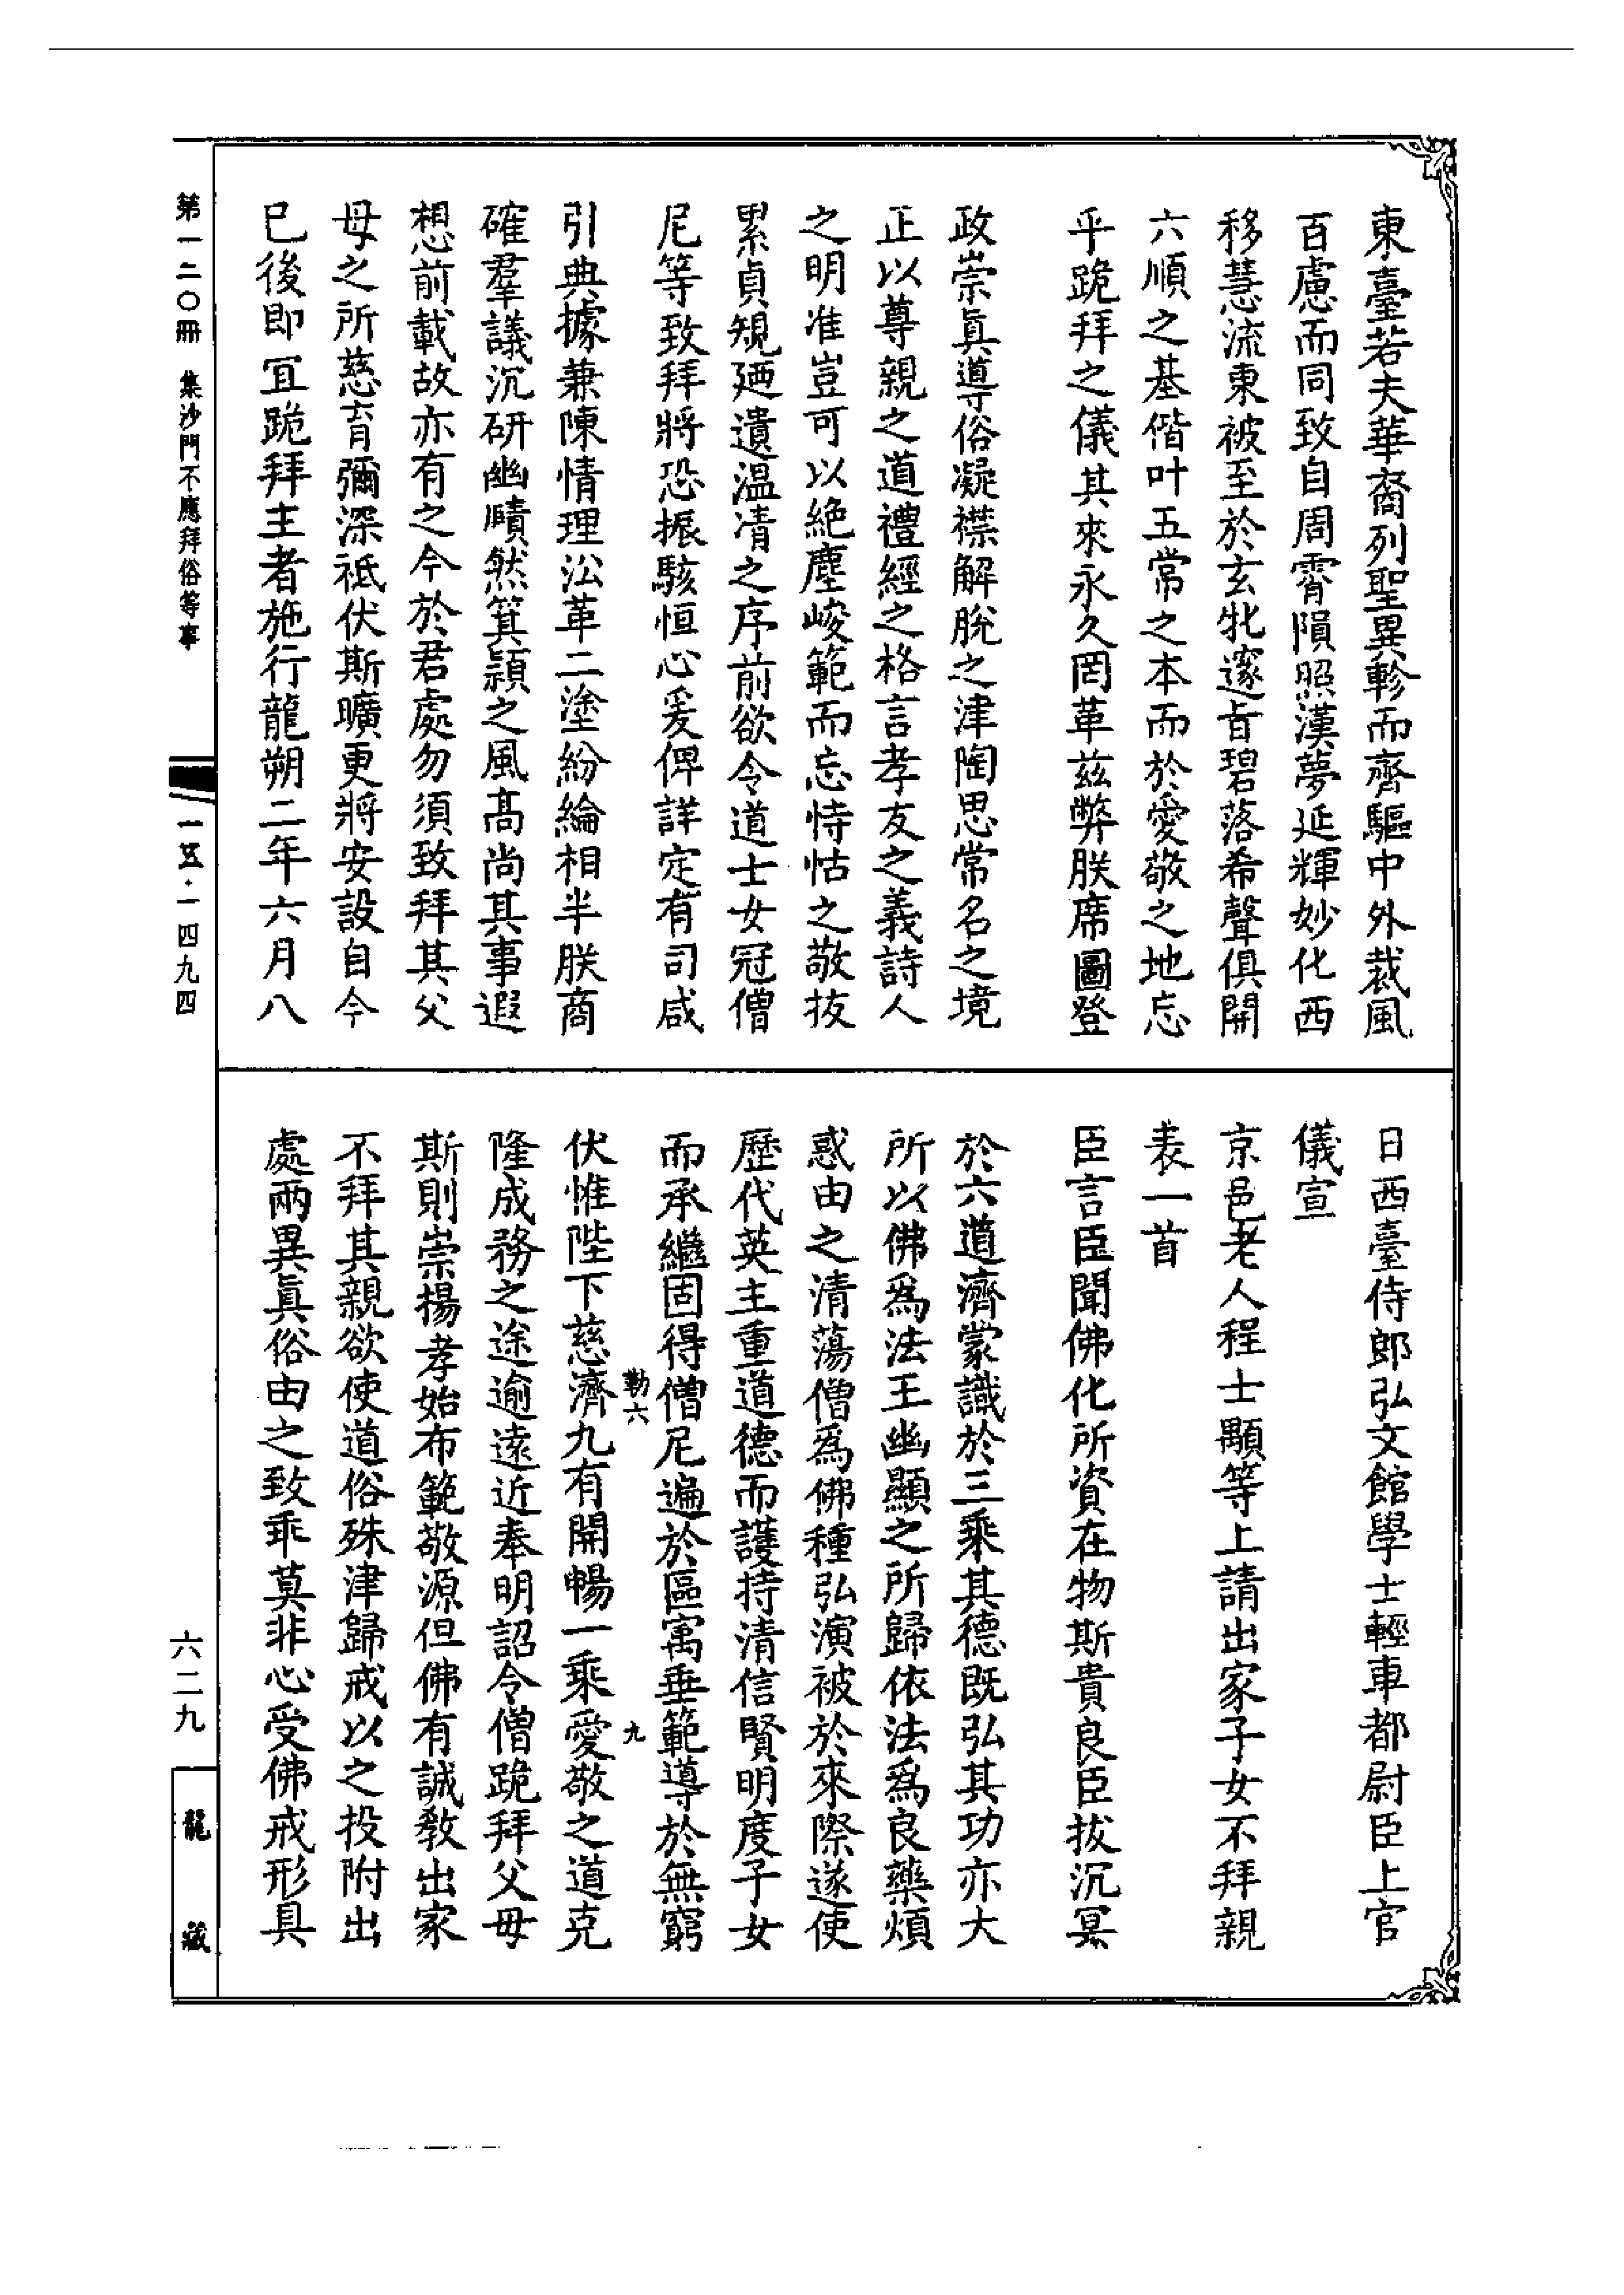 東臺若夫華裔列聖異軫而齊驅中外裁風
百慮而同致自周霄隕照漢夢延輝妙化西
移慧流東被至於玄牝邃旨碧落希聲俱開
六順之基偕叶五常之本而於愛敬之地忘
乎跪拜之儀其來永久罔革茲弊朕席圖登
政崇眞導俗凝襟解脫之津陶思常名之境
正以尊親之道禮經之格言孝友之義詩人
之明准豈可以絶塵峻範而忘恃怙之敬抜
累貞規廼遺温凊之序前欲令道士女冠僧
尼等致拜將恐振駭恒心爰俾詳定有司咸
引典據兼陳情理沿革二塗紛綸相半朕商
確羣議沉研幽賾然箕潁之風髙尚其事遐
想前載故亦有之今於君處勿須致拜其父
母之所慈育彌深祗伏斯曠更將安設自今
已後即宜跪拜主者施行龍朔二年六月八
日西臺侍郎弘文館學士輕車都尉臣上官
儀宣
京邑老人程士顒等上請出家子女不拜親
表一首
臣言臣聞佛化所資在物斯貴良臣拔沉冥
於六道濟蒙識於三乘其德既弘其功亦大
所以佛爲法王幽顯之所歸依法爲良藥煩
惑由之清蕩僧爲佛種弘演被於來際遂使
歷代英主重道德而護持清信賢明度子女
而承繼固得僧尼遍於區㝢垂範導於無窮
勒六 九
伏惟陛下慈濟九有開暢一乘愛敬之道克
隆成務之途逾遠近奉明詔令僧跪拜父母
斯則崇揚孝始布範敬源但佛有誠教出家
不拜其親欲使道俗殊津歸戒以之投附出
處兩異眞俗由之致乖莫非心受佛戒形具
第一二〇冊 集沙門不應拜俗等事
一五·一四九四
六二九
龍藏